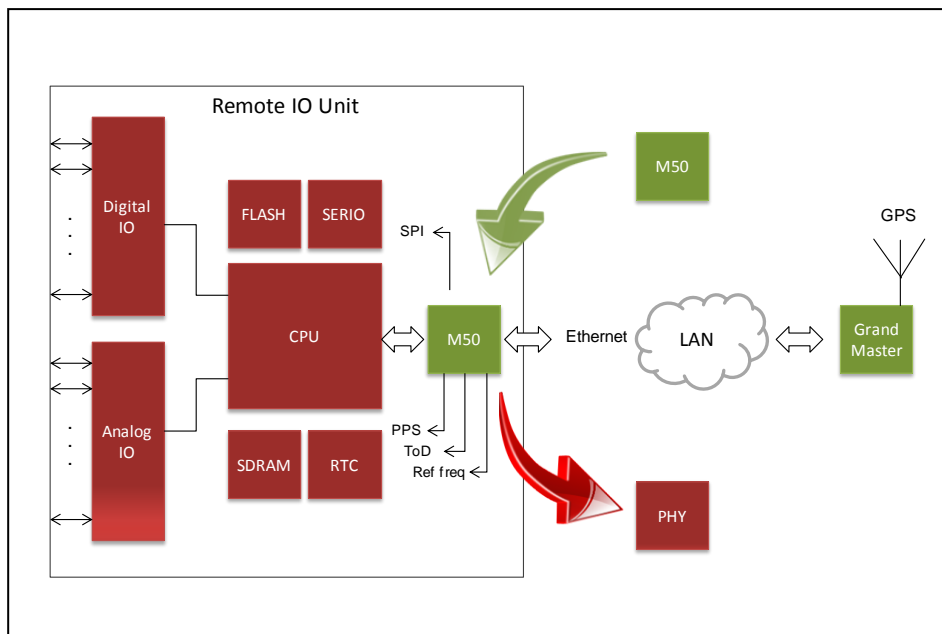 Remote IO Unit
Digital
IO
FLASH
SERIO
SPI
M50
GPS
CPU
M50
Ethernet
LAN
Grand
Master
Analog
IO
SDRAM
RTC
PPS
ToD
Ref freq
PHY